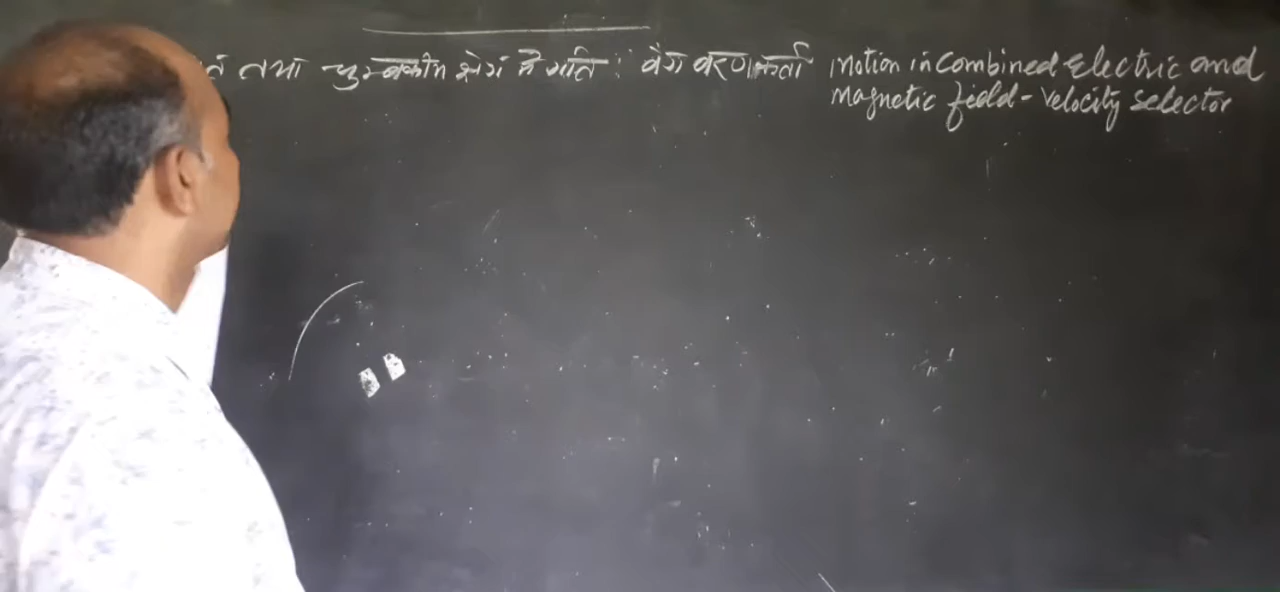 तथा चुम्बकीय क्षेत्रों में गति : वेग वरणकर्ता Motion in Combined Electric and
Magnetic field - Velocity selector